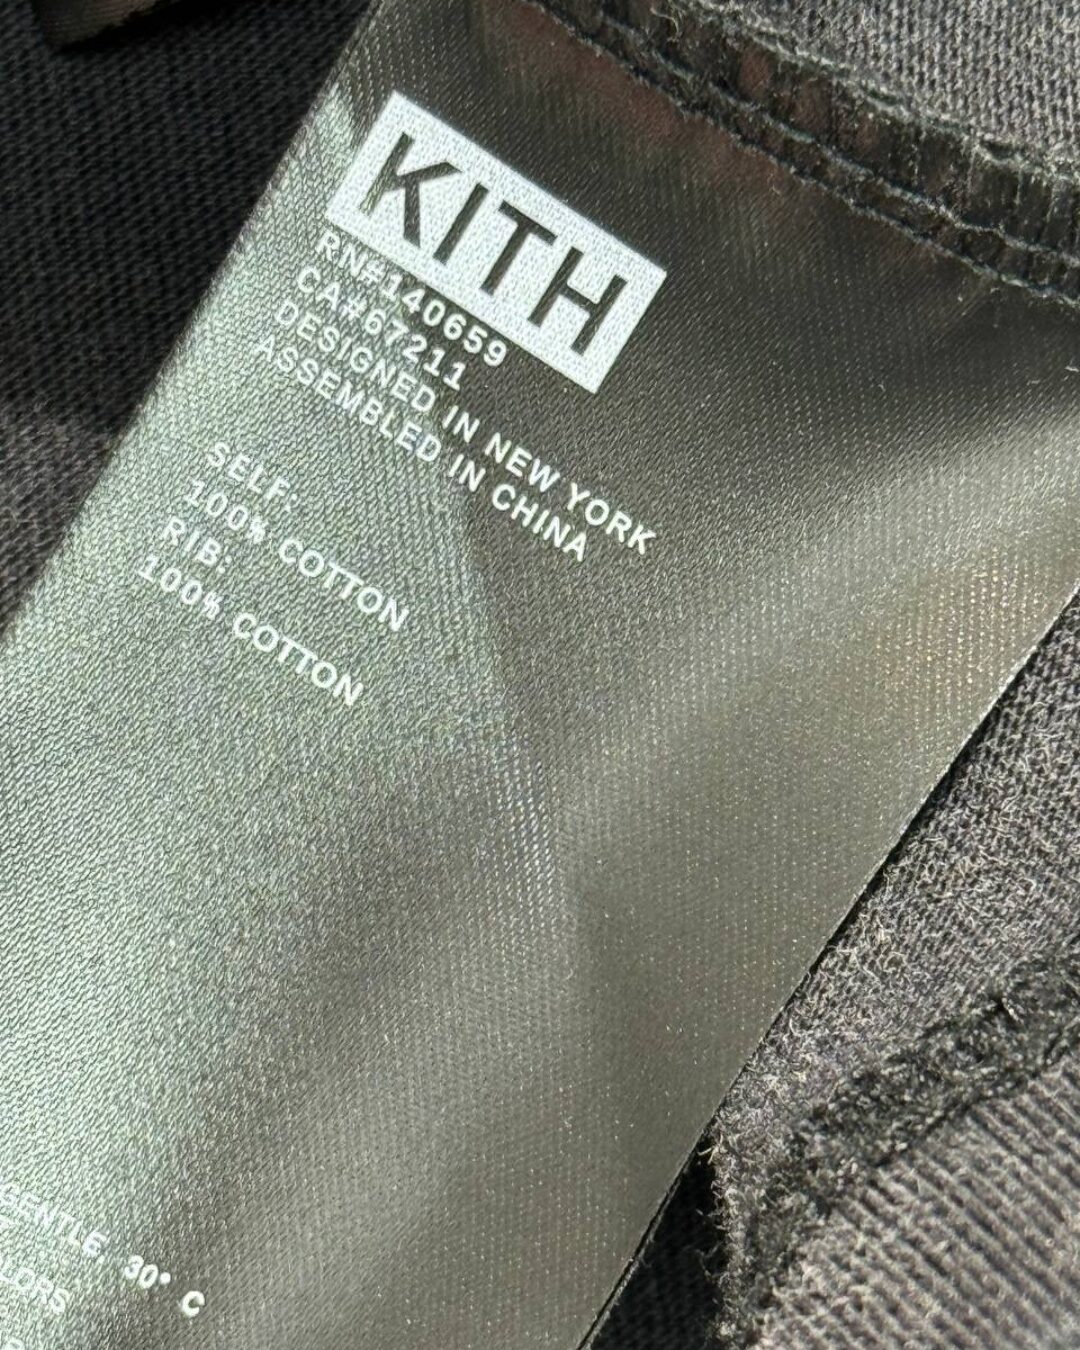 KITH
RN#140659
CA#67211
DESIGNED IN NEW YORK
ASSEMBLED IN CHINA
SELF:
100% COTTON
RIB:
100% COTTON
GENTLE, 30° C